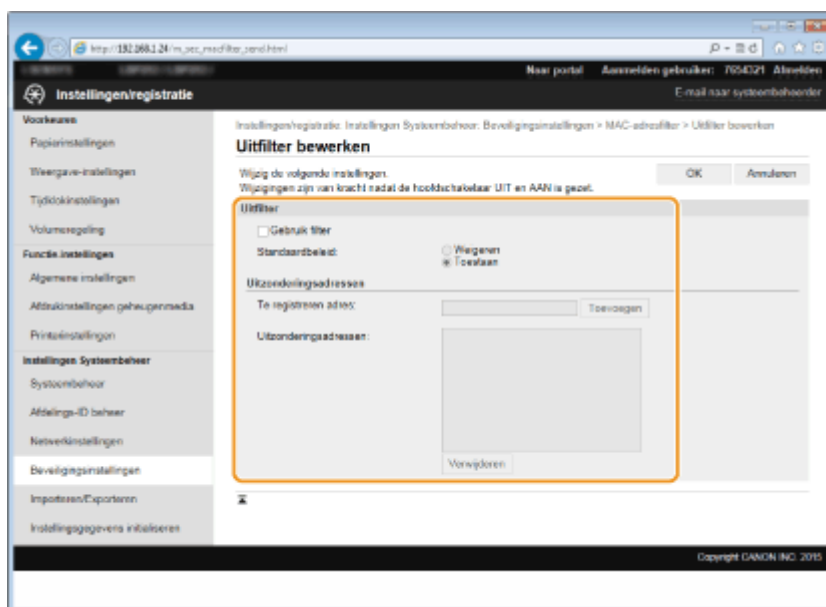 http://192.168.1.24/m_sec_macfilter_send.html
Naar portal Aanmelden gebruiker: 7654321 Afmelden
Instellingen/registratie
E-mail naar systeembeheerder
Voorkeuren
Papierinstellingen
Weergave-instellingen
Tijdklokinstellingen
Volumeregeling
Functie-instellingen
Algemene instellingen
Afdrukinstellingen geheugenmedia
Printerinstellingen
Instellingen Systeembeheer
Systeembeheer
Afdelings-ID beheer
Netwerkinstellingen
Beveiligingsinstellingen
Importeren/Exporteren
Instellingsgegevens initialiseren
Instellingen/registratie: Instellingen Systeembeheer: Beveiligingsinstellingen > MAC-adresfilter > Uitfilter bewerken
Uitfilter bewerken
Wijzig de volgende instellingen.
Wijzigingen zijn van kracht nadat de hoofdschakelaar UIT en AAN is gezet.
OK Annuleren
Uitfilter
Gebruik filter
Standaardbeleid: Weigeren
Toestaan
Uitzonderingsadressen
Te registreren adres: Toevoegen
Uitzonderingsadressen:
Verwijderen
Copyright CANON INC. 2015